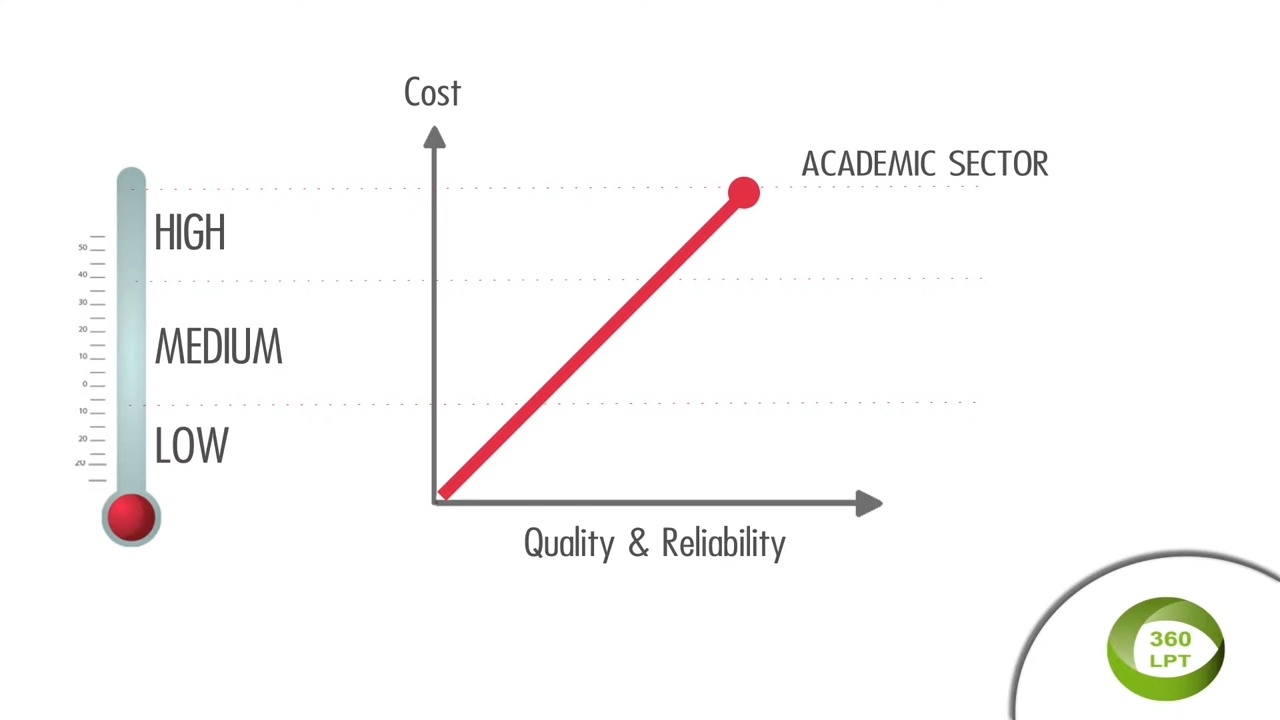 Cost
ACADEMIC SECTOR
HIGH
MEDIUM
LOW
50
40
30
20
10
0
10
20
20
Quality & Reliability
360
LPT